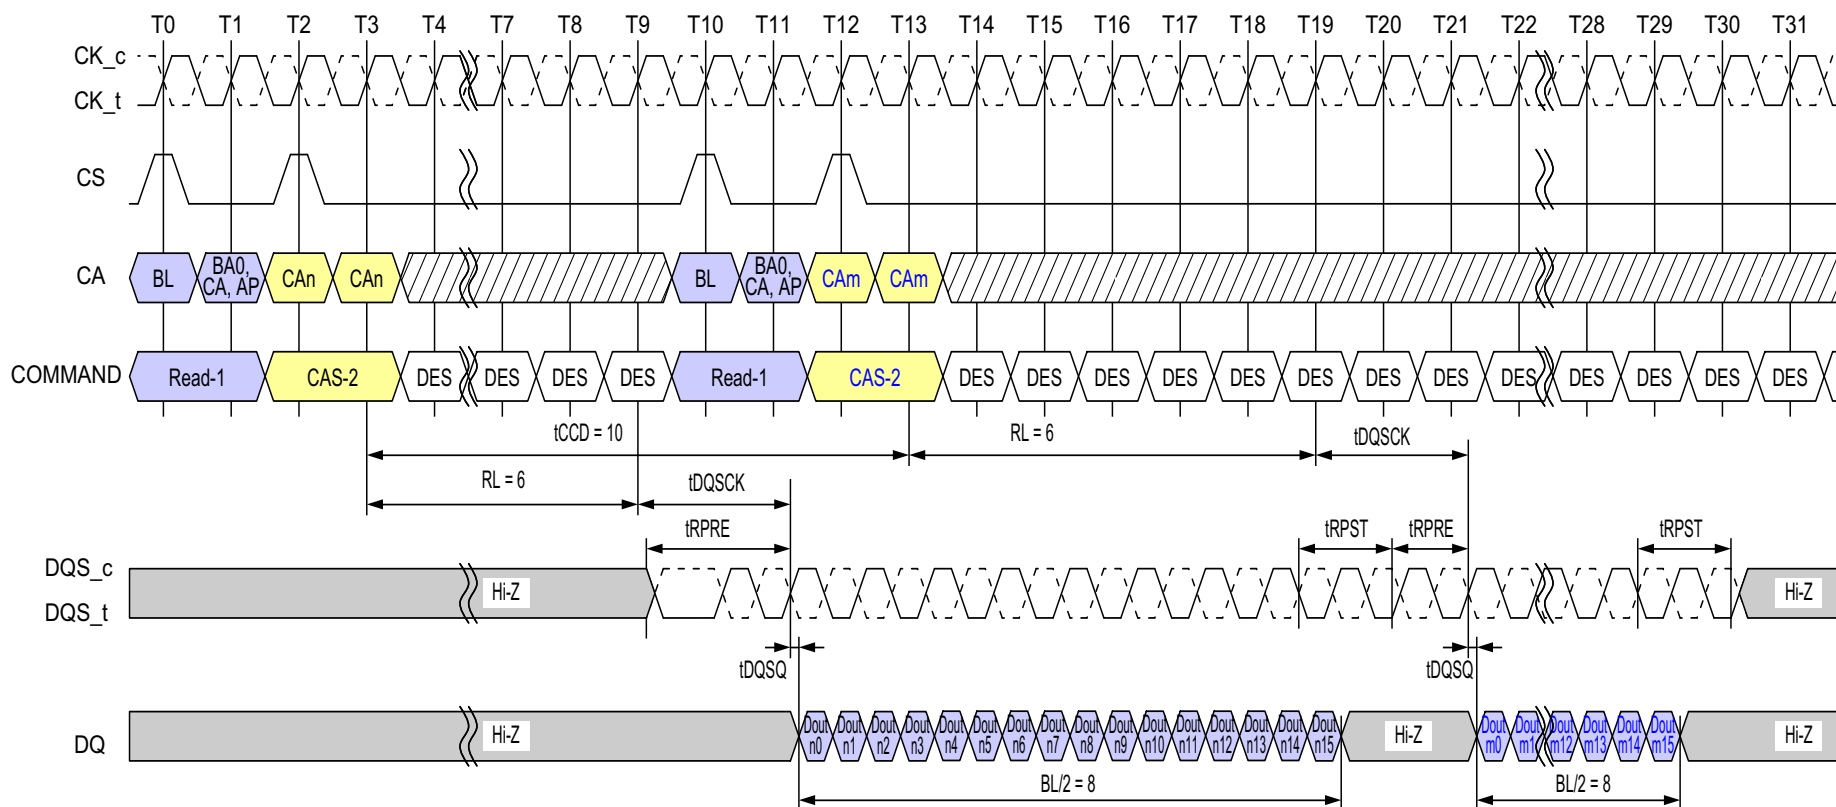 T0 T1 T2 T3 T4 T7 T8 T9 T10 T11 T12 T13 T14 T15 T16 T17 T18 T19 T20 T21 T22 T28 T29 T30 T31
CK_c
CK_t
CS
CA BL BA0, CA, AP CAn CAn BL BA0, CA, AP CAm CAm
COMMAND Read-1 CAS-2 DES DES DES DES Read-1 CAS-2 DES DES DES DES DES DES DES DES DES DES DES DES DES
tCCD = 10 RL = 6 tDQSCK
RL = 6 tDQSCK
tRPRE tRPST tRPRE tRPST
DQS_c
DQS_t
Hi-Z Hi-Z
tDQSQ tDQSQ
DQ Hi-Z Dout n0 Dout n1 Dout n2 Dout n3 Dout n4 Dout n5 Dout n6 Dout n7 Dout n8 Dout n9 Dout n10 Dout n11 Dout n12 Dout n13 Dout n14 Dout n15 Hi-Z Dout m0 Dout m1 Dout m12 Dout m13 Dout m14 Dout m15 Hi-Z
BL/2 = 8 BL/2 = 8